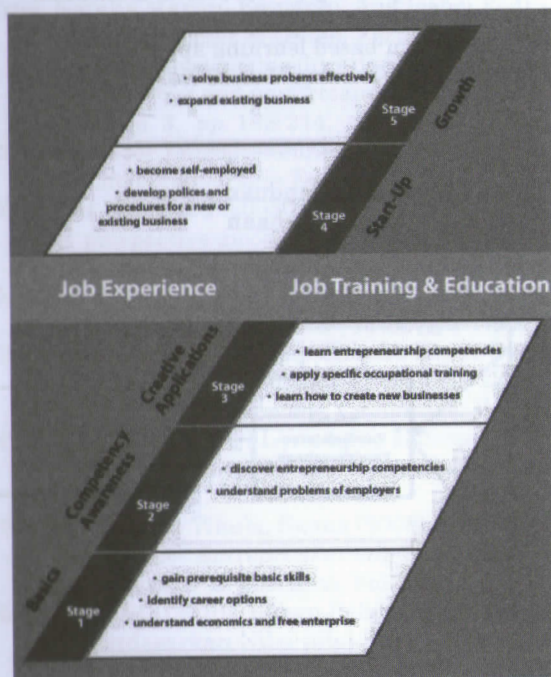 • solve business probems effectively
• expand existing business
Stage
5
Growth
• become self-employed
• develop polices and
procedures for a new or
existing business
Stage
4
Start-Up
Job Experience
Job Training & Education
Creative
Applications
Stage
3
• learn entrepreneurship competencies
• apply specific occupational training
• learn how to create new businesses
Competency
Awareness
Stage
2
• discover entrepreneurship competencies
• understand problems of employers
Basics
Stage
1
• gain prerequisite basic skills
• identify career options
• understand economics and free enterprise